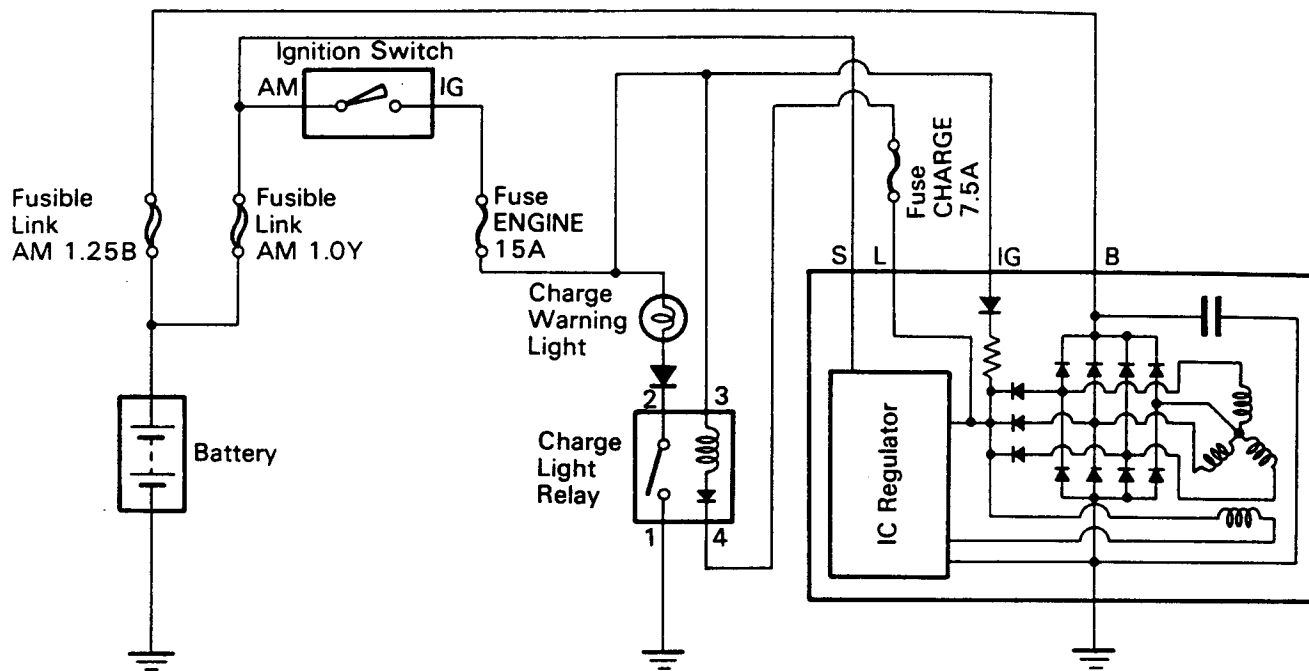 Ignition Switch
AM
IG
Fusible
Link
AM 1.25B
Fusible
Link
AM 1.0Y
Fuse
ENGINE
15A
Fuse
CHARGE
7.5A
S
L
IG
B
Charge
Warning
Light
2
3
Battery
Charge
Light
Relay
1
4
IC Regulator